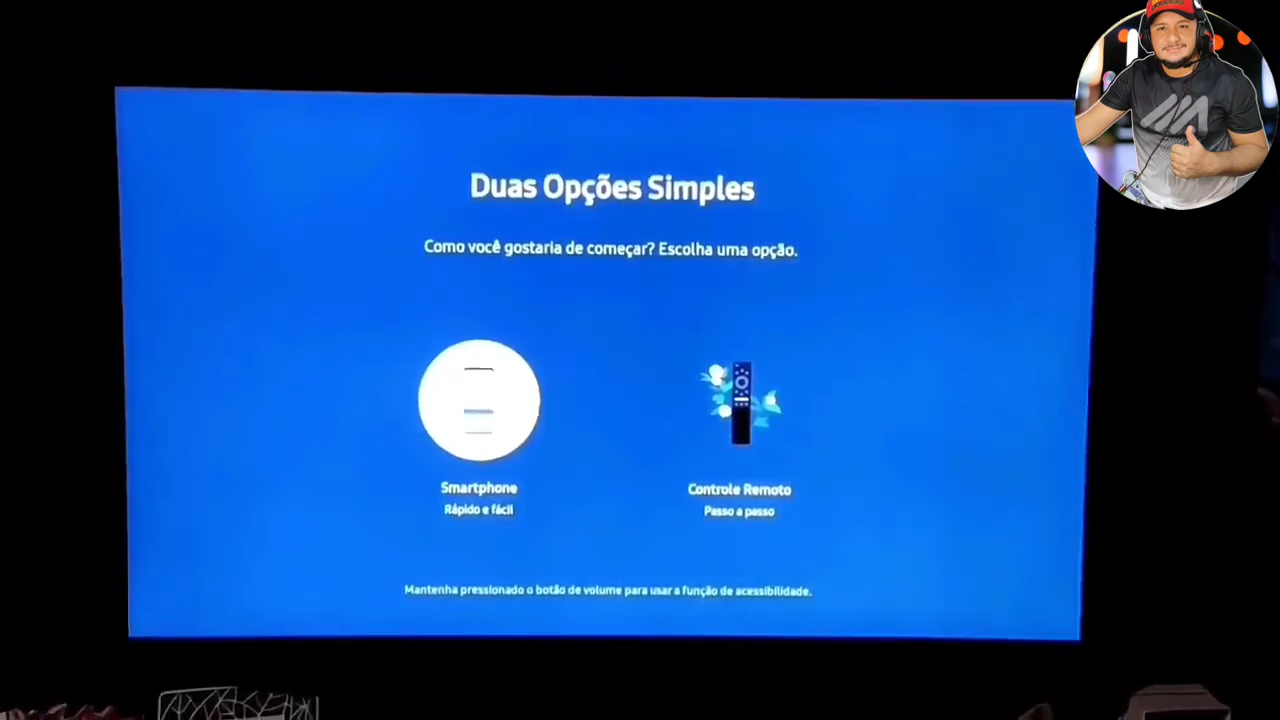 Duas Opções Simples
Como você gostaria de começar? Escolha uma opção.
Smartphone
Rápido e fácil
Controle Remoto
Passo a passo
Mantenha pressionado o botão de volume para usar a função de acessibilidade.